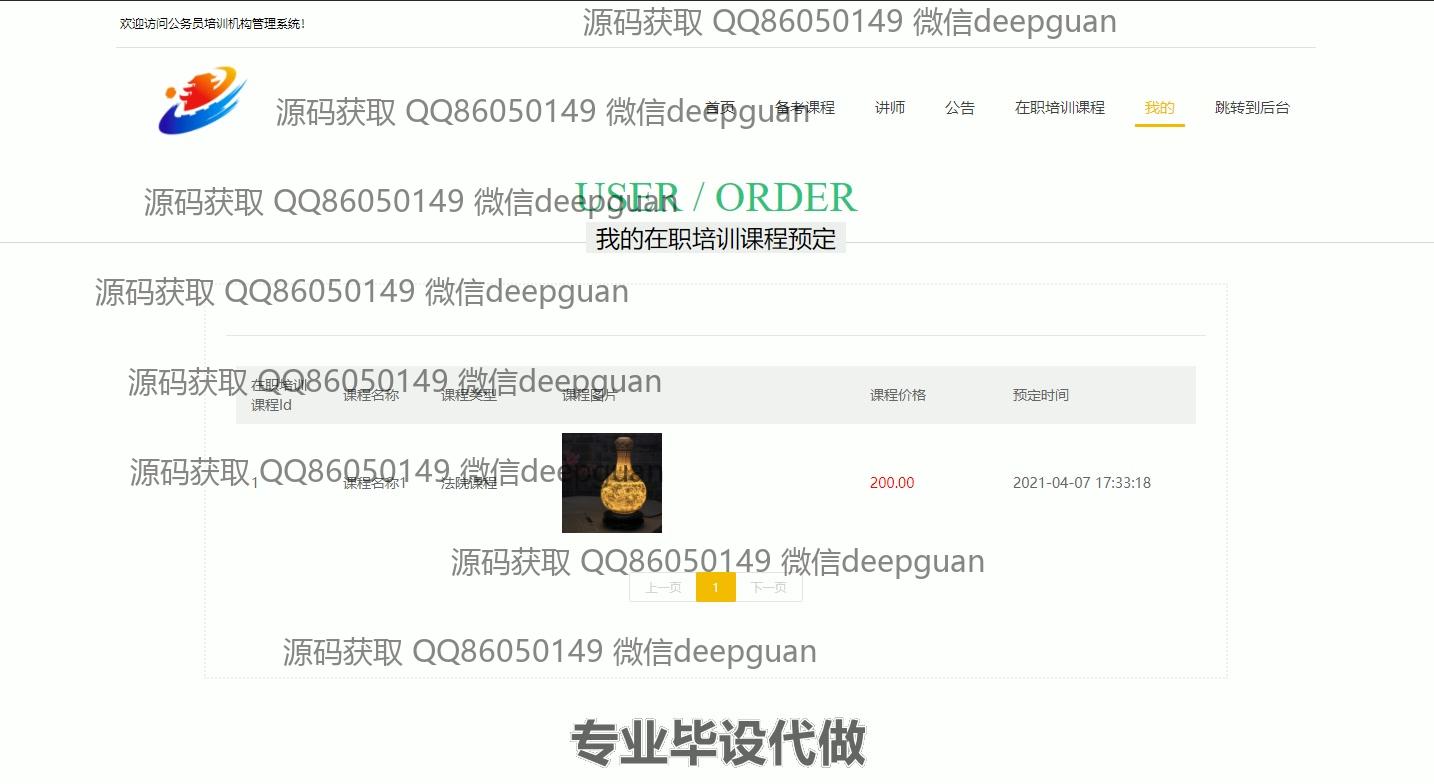 欢迎访问公务员培训机构管理系统！
源码获取 QQ86050149 微信deepguan
源码获取 QQ86050149 微信deepguan
首页 备考课程 讲师 公告 在职培训课程 我的 跳转到后台
源码获取 QQ86050149 微信deepguan
USER / ORDER
我的在职培训课程预定
源码获取 QQ86050149 微信deepguan
源码获取 QQ86050149 微信deepguan
在职培训课程Id 课程名称 课程类型 课程图片 课程价格 预定时间
源码获取 QQ86050149 微信deepguan
1 课程名称1 法院课程 200.00 2021-04-07 17:33:18
源码获取 QQ86050149 微信deepguan
上一页 1 下一页
源码获取 QQ86050149 微信deepguan
专业毕设代做